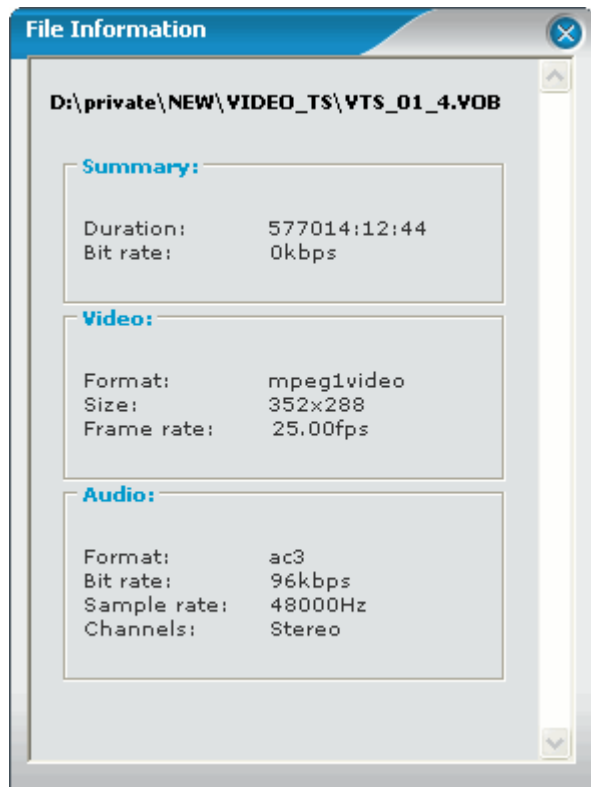 File Information
D:\private\NEW\VIDEO_TS\VTS_01_4.VOB
Summary:
Duration: 577014:12:44
Bit rate: 0kbps
Video:
Format: mpeg1video
Size: 352x288
Frame rate: 25.00fps
Audio:
Format: ac3
Bit rate: 96kbps
Sample rate: 48000Hz
Channels: Stereo